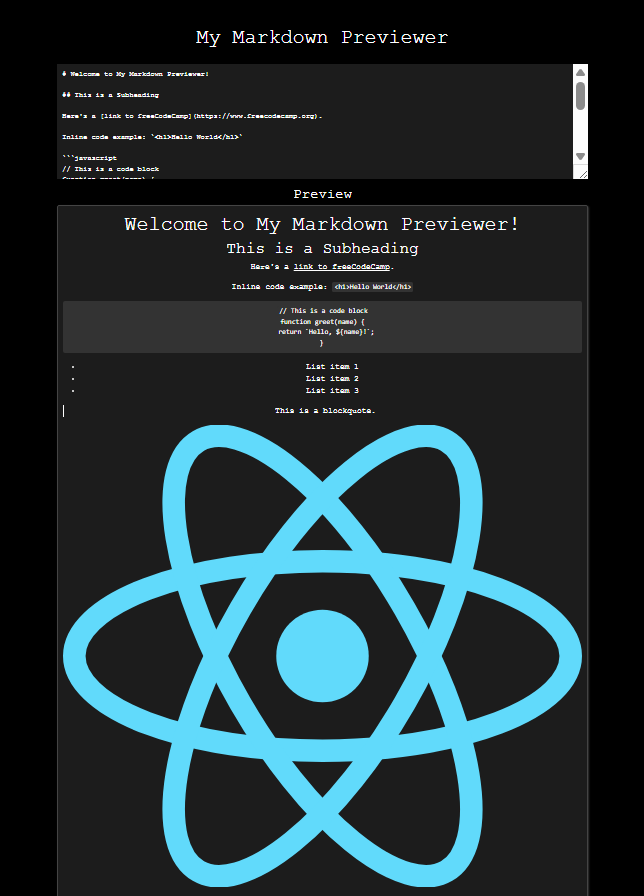 My Markdown Previewer
# Welcome to My Markdown Previewer!
## This is a Subheading
Here's a [link to freeCodeCamp](https://www.freecodecamp.org).
Inline code example: `<h1>Hello World</h1>`
```javascript
// This is a code block
function greet(name) {
Preview
Welcome to My Markdown Previewer!
This is a Subheading
Here's a link to freeCodeCamp.
Inline code example: <h1>Hello World</h1>
// This is a code block
function greet(name) {
return `Hello, ${name}!`;
}
• List item 1
• List item 2
• List item 3
This is a blockquote.